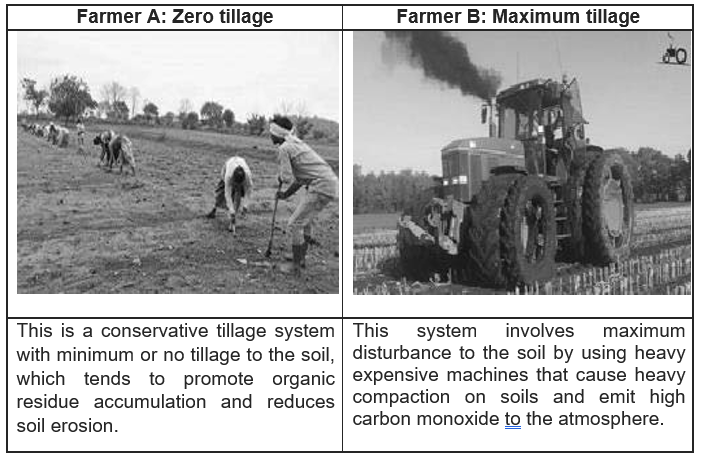 Farmer A: Zero tillage
Farmer B: Maximum tillage
This is a conservative tillage system
with minimum or no tillage to the soil,
which tends to promote organic
residue accumulation and reduces
soil erosion.
This system involves maximum
disturbance to the soil by using heavy
expensive machines that cause heavy
compaction on soils and emit high
carbon monoxide to the atmosphere.